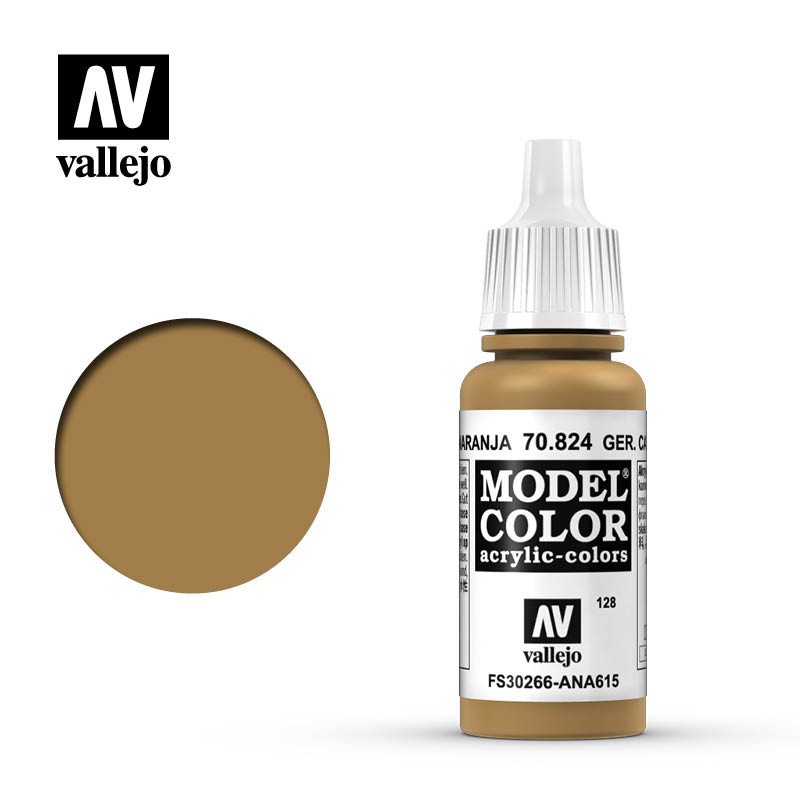 AV
vallejo
ARANJA 70.824 GER. CA
MODEL
COLOR®
acrylic-colors
128
AV
vallejo
FS30266-ANA615